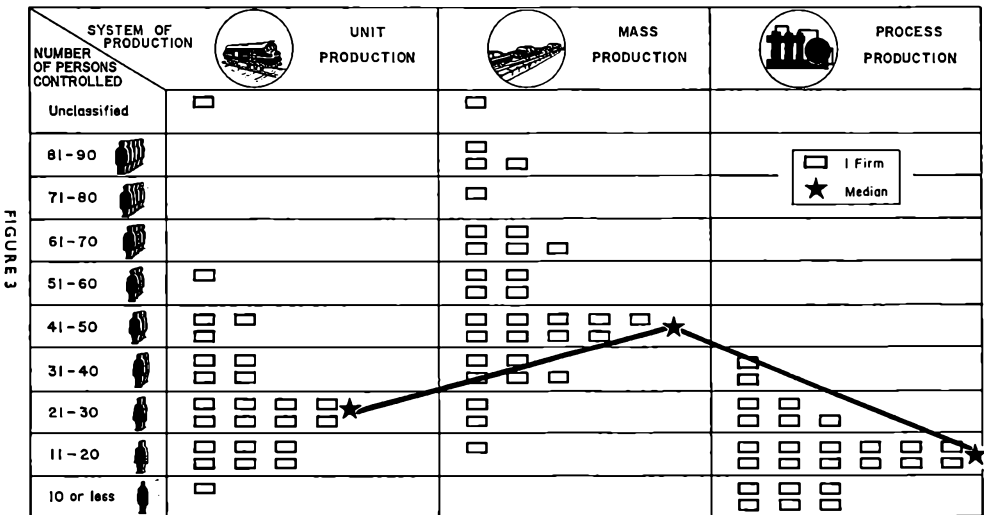 SYSTEM OF
PRODUCTION
NUMBER
OF PERSONS
CONTROLLED
UNIT
PRODUCTION
MASS
PRODUCTION
PROCESS
PRODUCTION
Unclassified
81-90
1 Firm
Median
71-80
61-70
51-60
41-50
31-40
21-30
11-20
10 or less
FIGURE 3